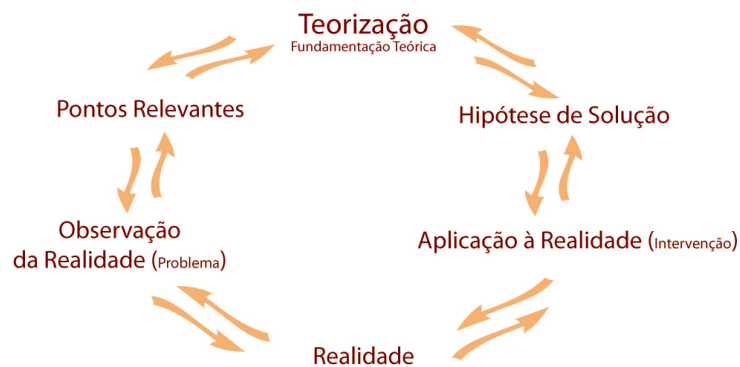 Teorização
Fundamentação Teórica
Pontos Relevantes
Hipótese de Solução
Observação
da Realidade (Problema)
Aplicação à Realidade (Intervenção)
Realidade